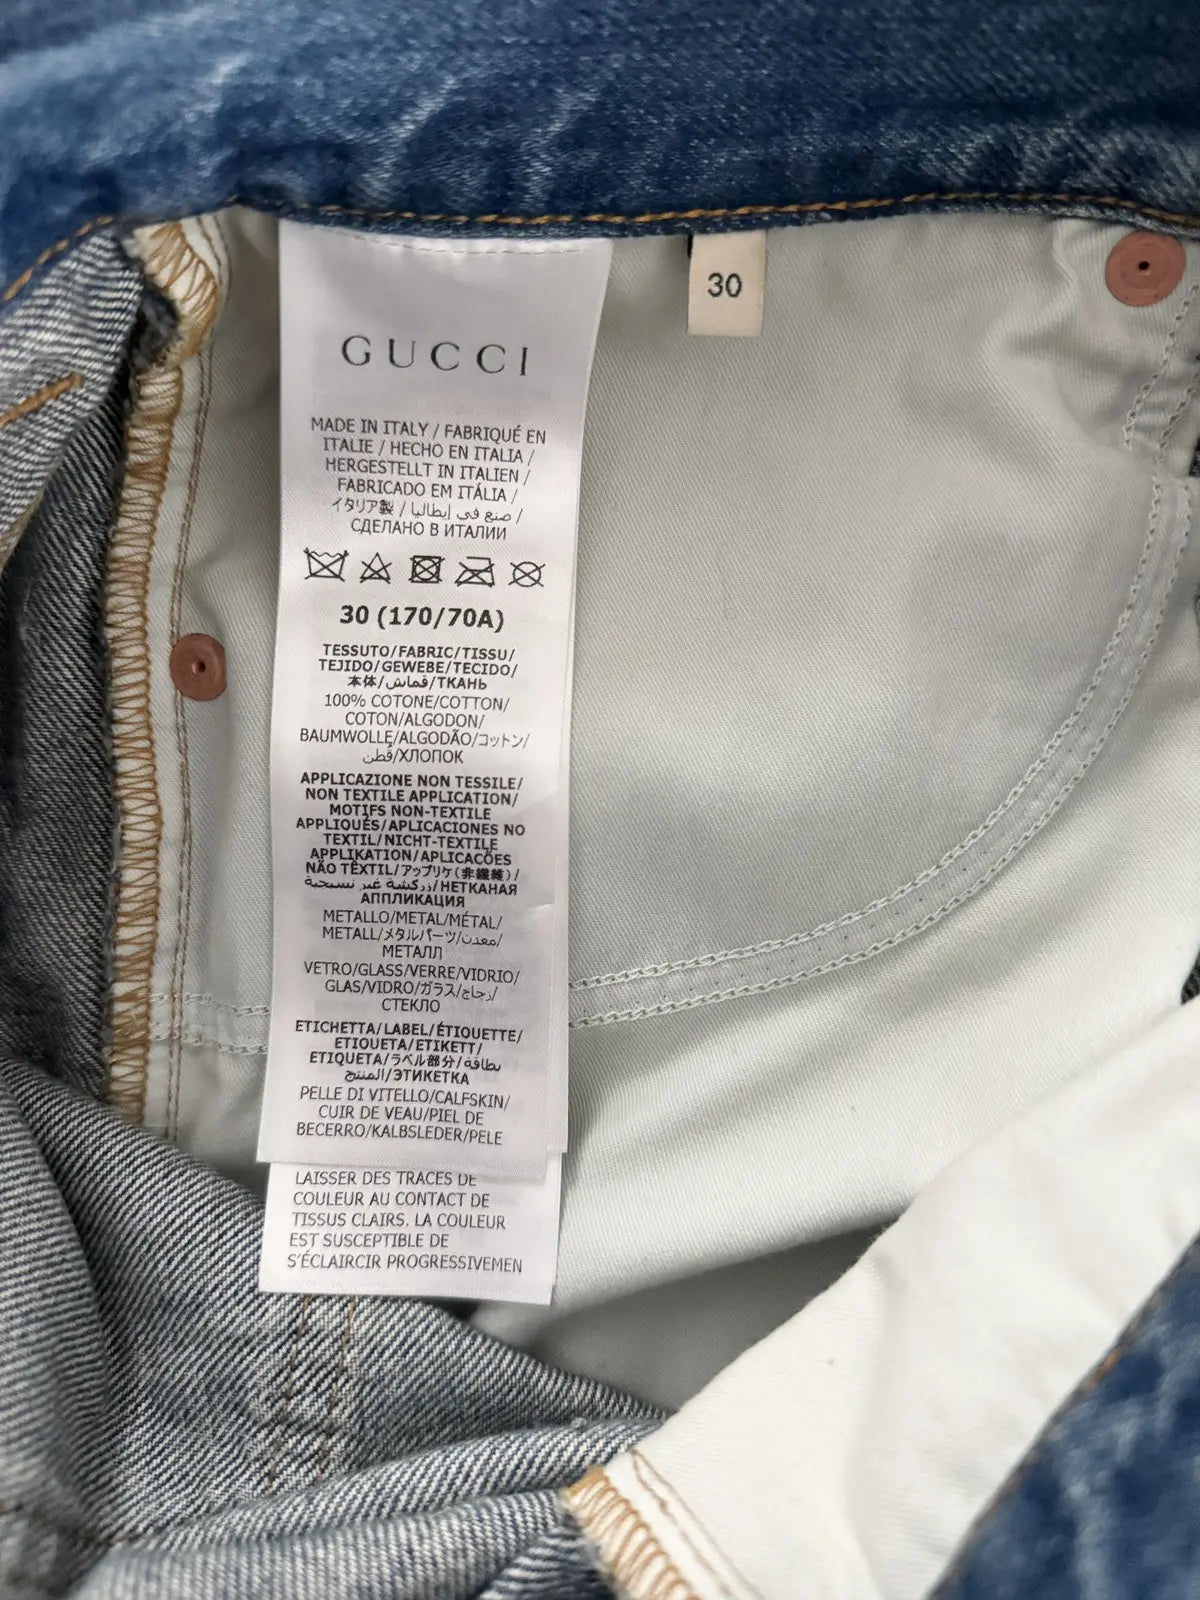 GUCCI
30
MADE IN ITALY / FABRIQUÉ EN
ITALIE / HECHO EN ITALIA /
HERGESTELLT IN ITALIEN /
FABRICADO EM ITÁLIA /
イタリア製 / صنع في إيطاليا /
СДЕЛАНО В ИТАЛИИ
30 (170/70A)
TESSUTO/FABRIC/TISSU/
TEJIDO/GEWEBE/TECIDO/
本体/قماش/ТКАНЬ
100% COTONE/COTTON/
COTON/ALGODON/
BAUMWOLLE/ALGODÃO/コットン/
قطن/ХЛОПОК
APPLICAZIONE NON TESSILE/
NON TEXTILE APPLICATION/
MOTIFS NON-TEXTILE
APPLIQUÉS/APLICACIONES NO
TEXTIL/NICHT-TEXTILE
APPLIKATION/APLICAÇÕES
NÃO TÊXTIL/アップリケ(非繊維)/
زركشة غير نسيجية/НЕТКАНАЯ
АППЛИКАЦИЯ
METALLO/METAL/MÉTAL/
METALL/メタルパーツ/معدن/
МЕТАЛЛ
VETRO/GLASS/VERRE/VIDRIO/
GLAS/VIDRO/ガラス/زجاج/
СТЕКЛО
ETICHETTA/LABEL/ÉTIQUETTE/
ETIQUETA/ETIKETT/
ETIQUETA/ラベル部分/بطاقة
المنتج/ЭТИКЕТКА
PELLE DI VITELLO/CALFSKIN/
CUIR DE VEAU/PIEL DE
BECERRO/KALBSLEDER/PELE
LAISSER DES TRACES DE
COULEUR AU CONTACT DE
TISSUS CLAIRS. LA COULEUR
EST SUSCEPTIBLE DE
S'ÉCLAIRCIR PROGRESSIVEMEN